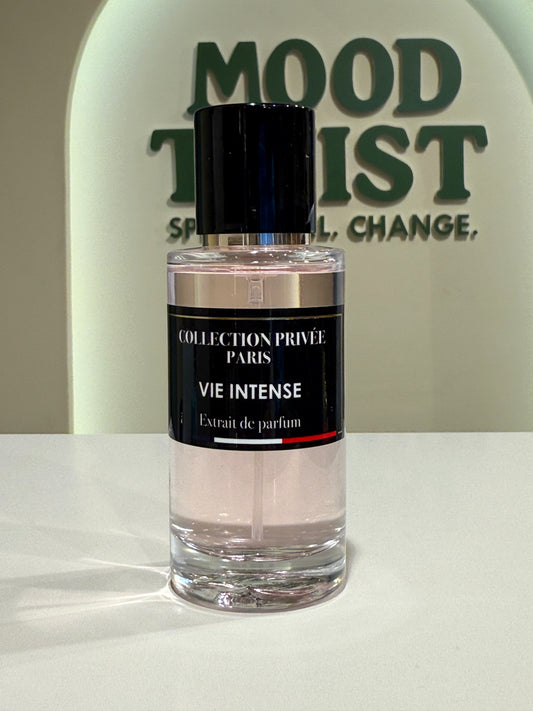 MOOD
COLLECTION PRIVÉE
PARIS
VIE INTENSE
Extrait de parfum
CHANGE,